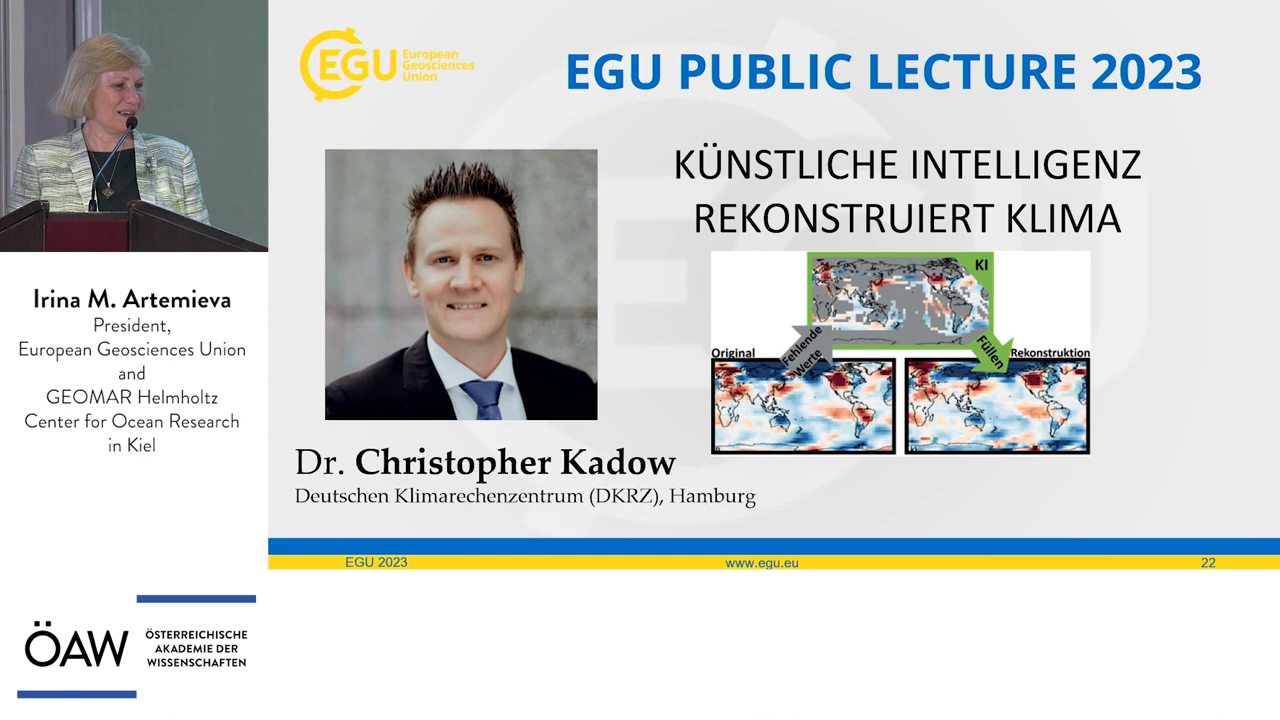 EGU European
Geosciences
Union
EGU PUBLIC LECTURE 2023
KÜNSTLICHE INTELLIGENZ
REKONSTRUIERT KLIMA
KI
Fehlende
Werte
Füllen
Original
Rekonstruktion
Dr. Christopher Kadow
Deutschen Klimarechenzentrum (DKRZ), Hamburg
EGU 2023
www.egu.eu
22
Irina M. Artemieva
President,
European Geosciences Union
and
GEOMAR Helmholtz
Center for Ocean Research
in Kiel
ÖAW
ÖSTERREICHISCHE
AKADEMIE DER
WISSENSCHAFTEN